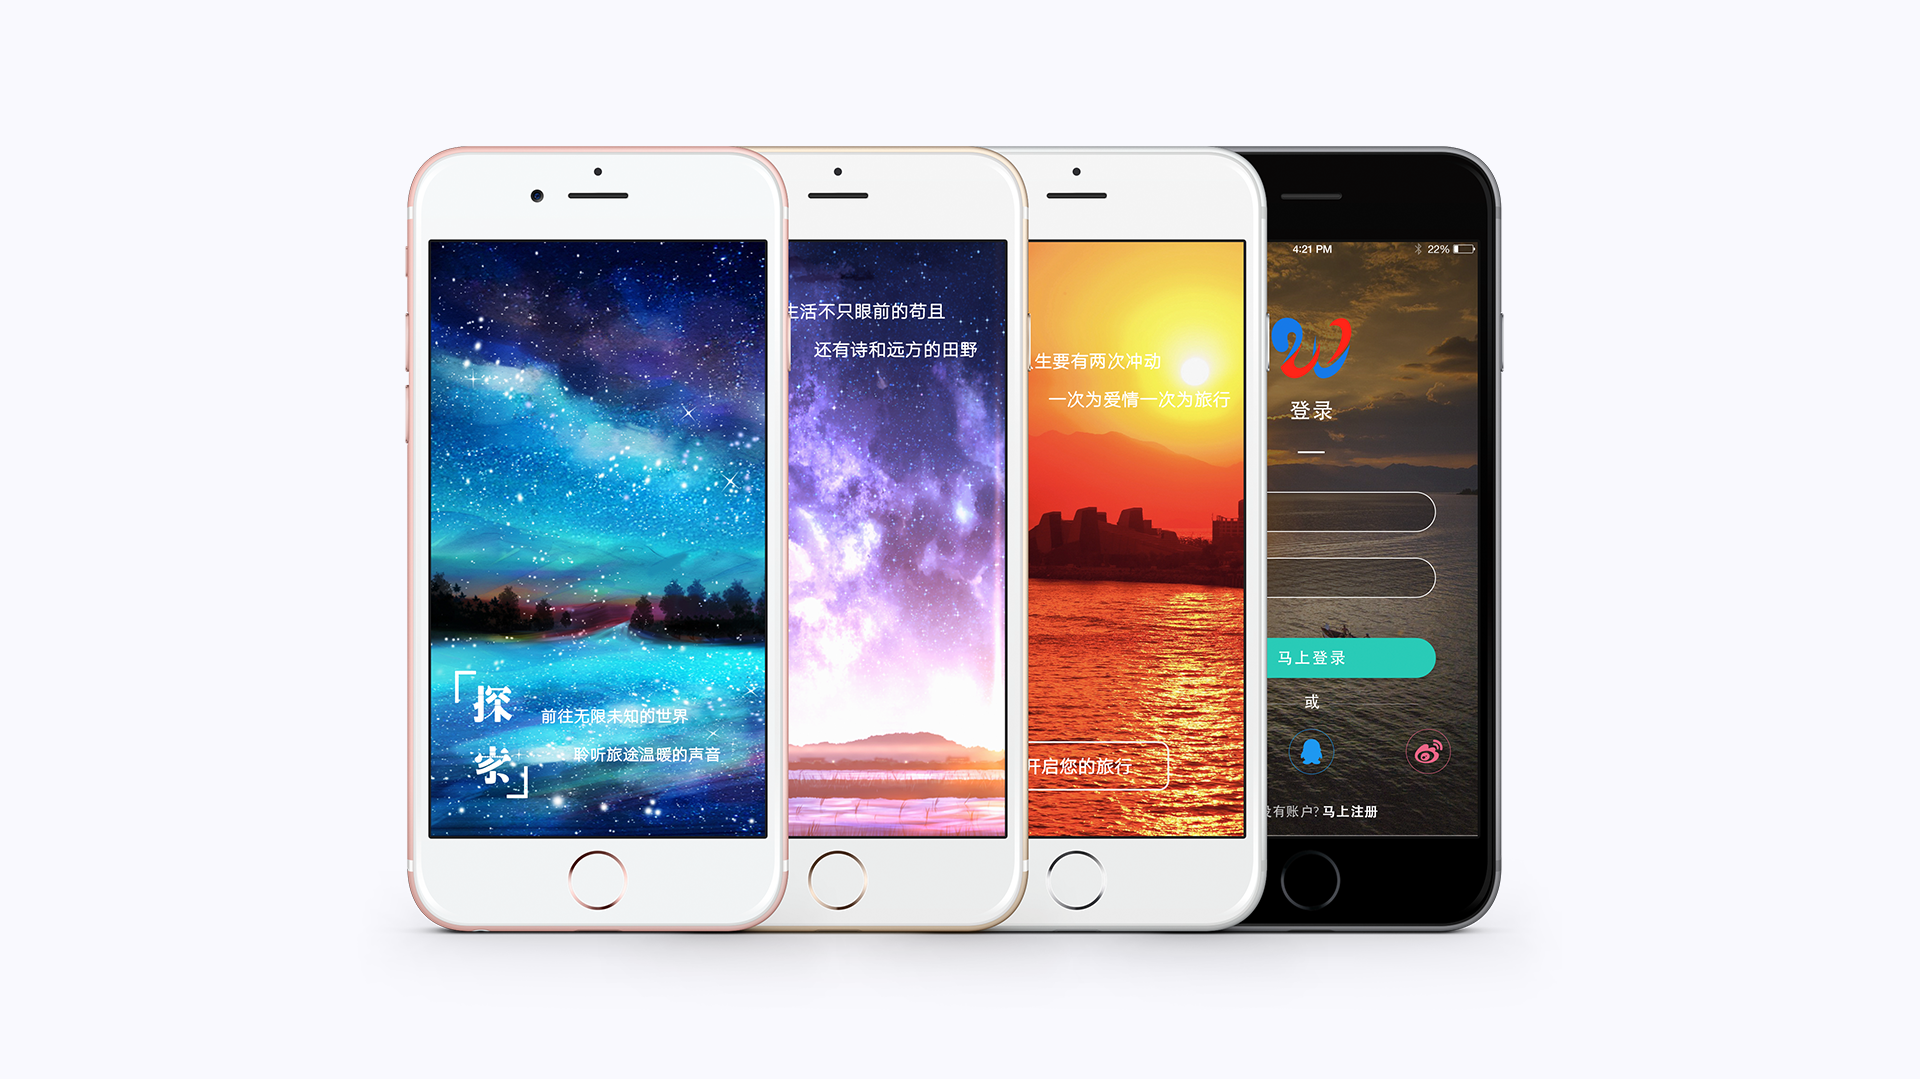 探
索
前往无限未知的世界
聆听旅途温暖的声音
生活不只眼前的苟且
还有诗和远方的田野
生要有两次冲动
一次为爱情一次为旅行
开启您的旅行
4:21 PM
22%
登录
马上登录
或
没有账户? 马上注册